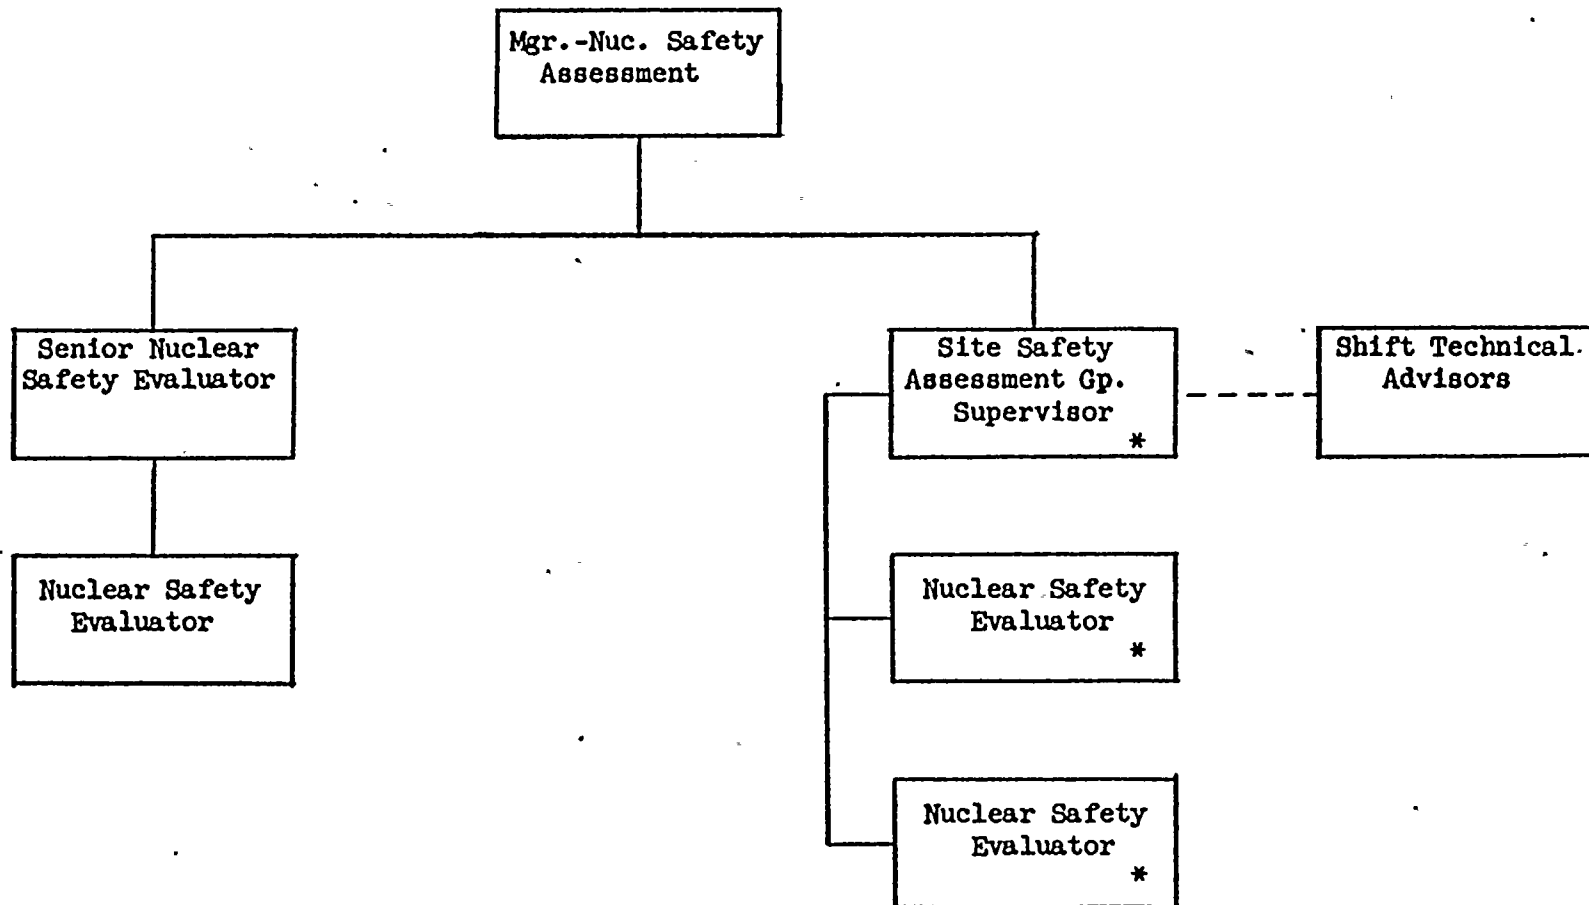 Mgr.-Nuc. Safety
Assessment
Senior Nuclear
Safety Evaluator
Site Safety
Assessment Gp.
Supervisor
*
Shift Technical
Advisors
Nuclear Safety
Evaluator
Nuclear Safety
Evaluator
*
Nuclear Safety
Evaluator
*